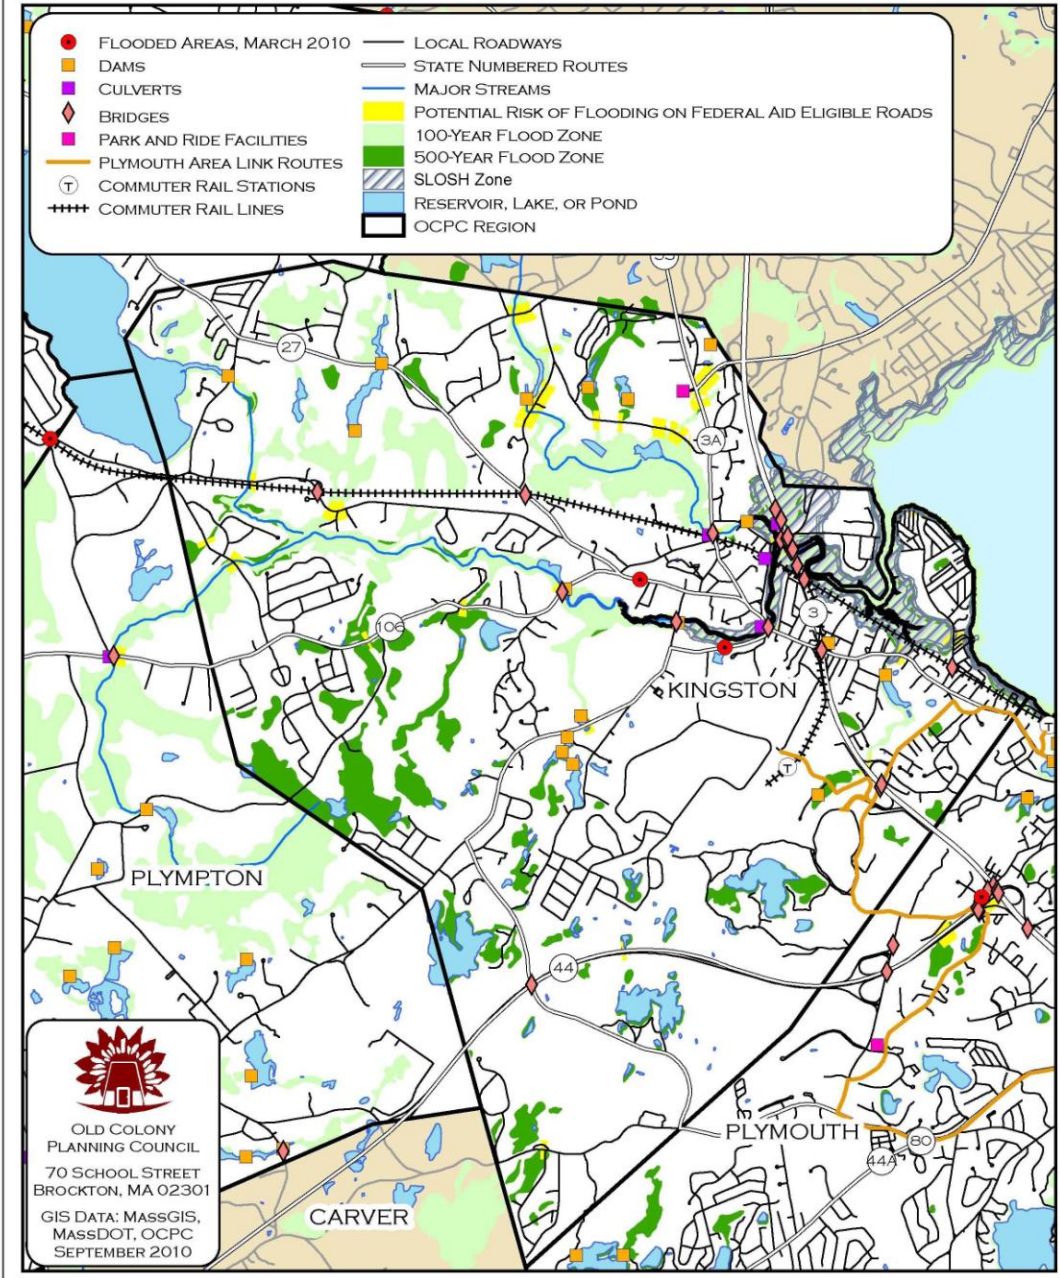 FLOODED AREAS, MARCH 2010
DAMS
CULVERTS
BRIDGES
PARK AND RIDE FACILITIES
PLYMOUTH AREA LINK ROUTES
T COMMUTER RAIL STATIONS
COMMUTER RAIL LINES
LOCAL ROADWAYS
STATE NUMBERED ROUTES
MAJOR STREAMS
POTENTIAL RISK OF FLOODING ON FEDERAL AID ELIGIBLE ROADS
100-YEAR FLOOD ZONE
500-YEAR FLOOD ZONE
SLOSH Zone
RESERVOIR, LAKE, OR POND
OCPC REGION
27
3A
3
106
KINGSTON
T
T
PLYMPTON
44
PLYMOUTH
80
44A
CARVER
OLD COLONY
PLANNING COUNCIL
70 SCHOOL STREET
BROCKTON, MA 02301
GIS DATA: MASSGIS,
MASSDOT, OCPC
SEPTEMBER 2010